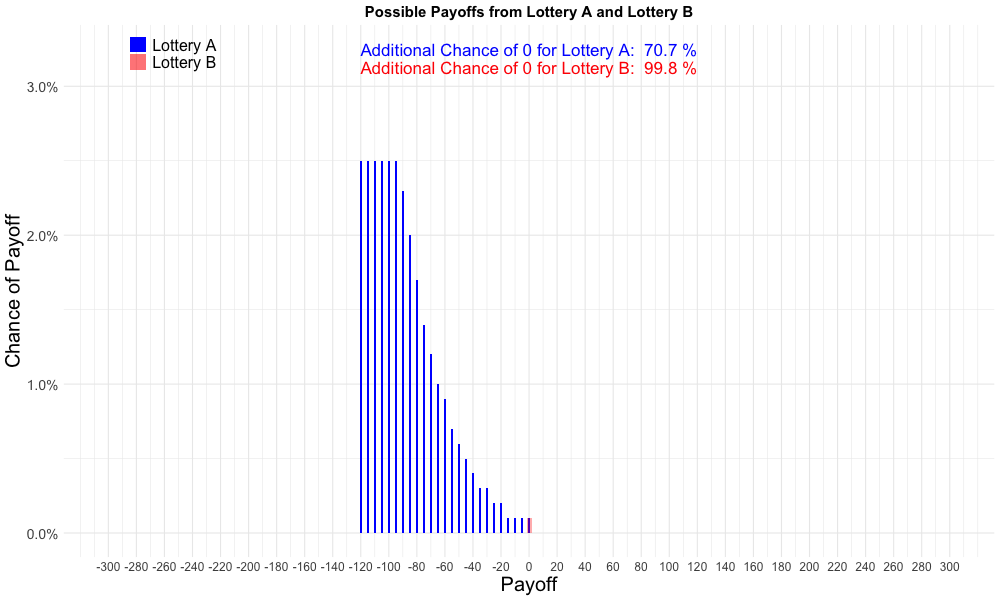 Possible Payoffs from Lottery A and Lottery B
Lottery A
Lottery B
Additional Chance of 0 for Lottery A: 70.7 %
Additional Chance of 0 for Lottery B: 99.8 %
Chance of Payoff
3.0%
2.0%
1.0%
0.0%
-300 -280 -260 -240 -220 -200 -180 -160 -140 -120 -100 -80 -60 -40 -20 0 20 40 60 80 100 120 140 160 180 200 220 240 260 280 300
Payoff